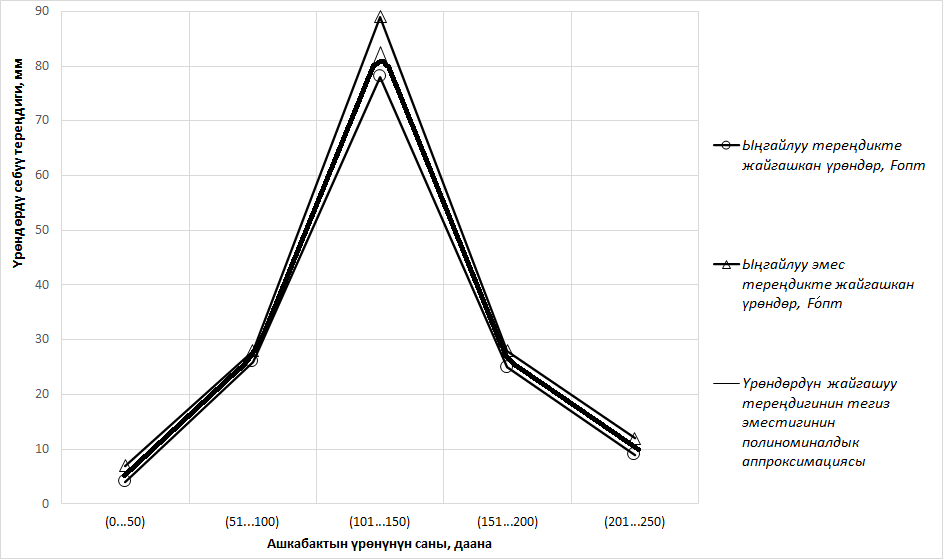 90
80
70
60
50
40
30
20
10
0
Үрөндөрдү себүү тереңдиги, мм
(0...50)
(51...100)
(101...150)
(151...200)
(201...250)
Ашкабактын үрөнүнүн саны, даана
Ыңгайлуу тереңдикте
жайгашкан үрөндөр, Fопт
Ыңгайлуу эмес
тереңдикте жайгашкан
үрөндөр, Fо́пт
Үрөндөрдүн жайгашуу
тереңдигинин тегиз
эместигинин
полиноминалдык
аппроксимациясы